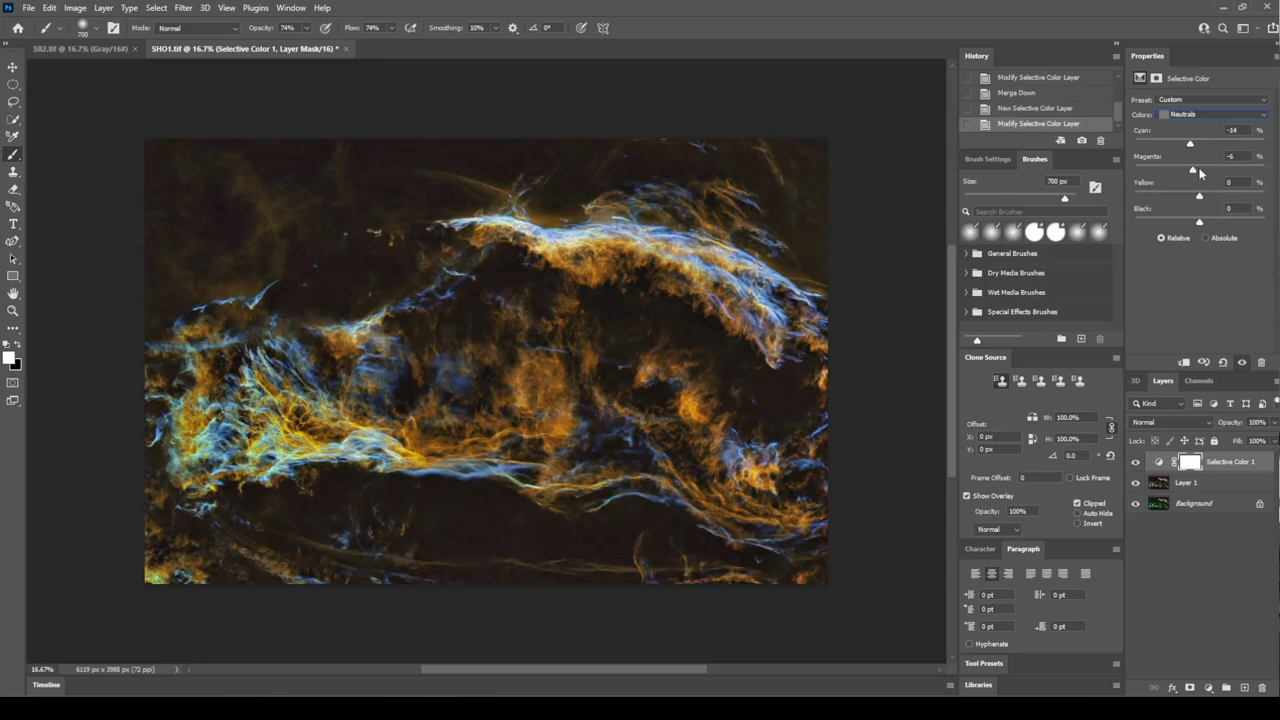 Ps File Edit Image Layer Type Select Filter 3D View Plugins Window Help
700 Mode: Normal Opacity: 74% Flow: 74% Smoothing: 10% 0°
SII2.tif @ 16.7% (Gray/16#) × SHO1.tif @ 16.7% (Selective Color 1, Layer Mask/16) * ×
History
Modify Selective Color Layer
Merge Down
New Selective Color Layer
Modify Selective Color Layer
Brush Settings Brushes
Size: 700 px
Search Brushes
General Brushes
Dry Media Brushes
Wet Media Brushes
Special Effects Brushes
Clone Source
Offset: W: 100.0%
X: 0 px H: 100.0%
Y: 0 px 0.0 °
Frame Offset: 0 Lock Frame
Show Overlay
Opacity: 100% Clipped
Auto Hide
Normal Invert
Character Paragraph
0 pt 0 pt
0 pt
0 pt 0 pt
Hyphenate
Tool Presets
Libraries
Properties
Selective Color
Preset: Custom
Colors: Neutrals
Cyan: -14 %
Magenta: -6 %
Yellow: 0 %
Black: 0 %
Relative Absolute
3D Layers Channels
Kind
Normal Opacity: 100%
Lock: Fill: 100%
Selective Color 1
Layer 1
Background
fx
16.67% 6119 px x 3988 px (72 ppi)
Timeline